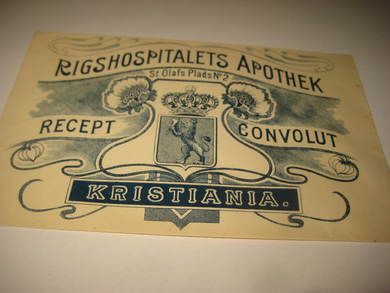 RIGSHOSPITALETS APOTHEK
St Olafs Plads No 2
RECEPT CONVOLUT
KRISTIANIA.